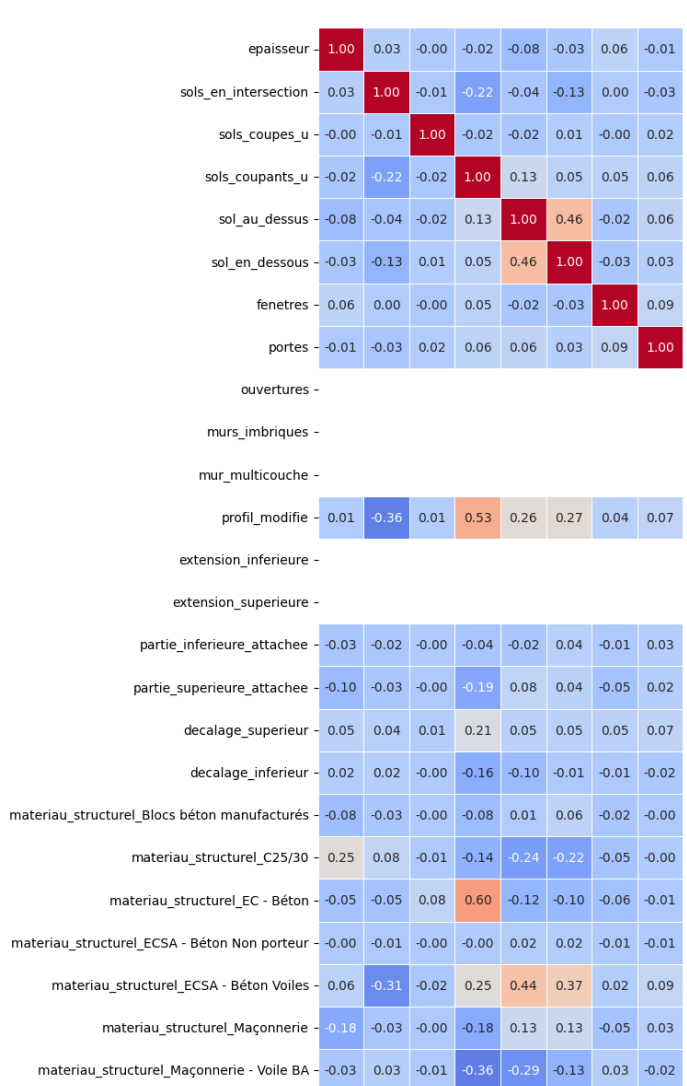 epaisseur - 1.00 0.03 -0.00 -0.02 -0.08 -0.03 0.06 -0.01
sols_en_intersection - 0.03 1.00 -0.01 -0.22 -0.04 -0.13 0.00 -0.03
sols_coupes_u - -0.00 -0.01 1.00 -0.02 -0.02 0.01 -0.00 0.02
sols_coupants_u - -0.02 -0.22 -0.02 1.00 0.13 0.05 0.05 0.06
sol_au_dessus - -0.08 -0.04 -0.02 0.13 1.00 0.46 -0.02 0.06
sol_en_dessous - -0.03 -0.13 0.01 0.05 0.46 1.00 -0.03 0.03
fenetres - 0.06 0.00 -0.00 0.05 -0.02 -0.03 1.00 0.09
portes - -0.01 -0.03 0.02 0.06 0.06 0.03 0.09 1.00
ouvertures -
murs_imbriques -
mur_multicouche -
profil_modifie - 0.01 -0.36 0.01 0.53 0.26 0.27 0.04 0.07
extension_inferieure -
extension_superieure -
partie_inferieure_attachee - -0.03 -0.02 -0.00 -0.04 -0.02 0.04 -0.01 0.03
partie_superieure_attachee - -0.10 -0.03 -0.00 -0.19 0.08 0.04 -0.05 0.02
decalage_superieur - 0.05 0.04 0.01 0.21 0.05 0.05 0.05 0.07
decalage_inferieur - 0.02 0.02 -0.00 -0.16 -0.10 -0.01 -0.01 -0.02
materiau_structurel_Blocs béton manufacturés - -0.08 -0.03 -0.00 -0.08 0.01 0.06 -0.02 -0.00
materiau_structurel_C25/30 - 0.25 0.08 -0.01 -0.14 -0.24 -0.22 -0.05 -0.00
materiau_structurel_EC - Béton - -0.05 -0.05 0.08 0.60 -0.12 -0.10 -0.06 -0.01
materiau_structurel_ECSA - Béton Non porteur - -0.00 -0.01 -0.00 -0.00 0.02 0.02 -0.01 -0.01
materiau_structurel_ECSA - Béton Voiles - 0.06 -0.31 -0.02 0.25 0.44 0.37 0.02 0.09
materiau_structurel_Maçonnerie - -0.18 -0.03 -0.00 -0.18 0.13 0.13 -0.05 0.03
materiau_structurel_Maçonnerie - Voile BA - -0.03 0.03 -0.01 -0.36 -0.29 -0.13 0.03 -0.02